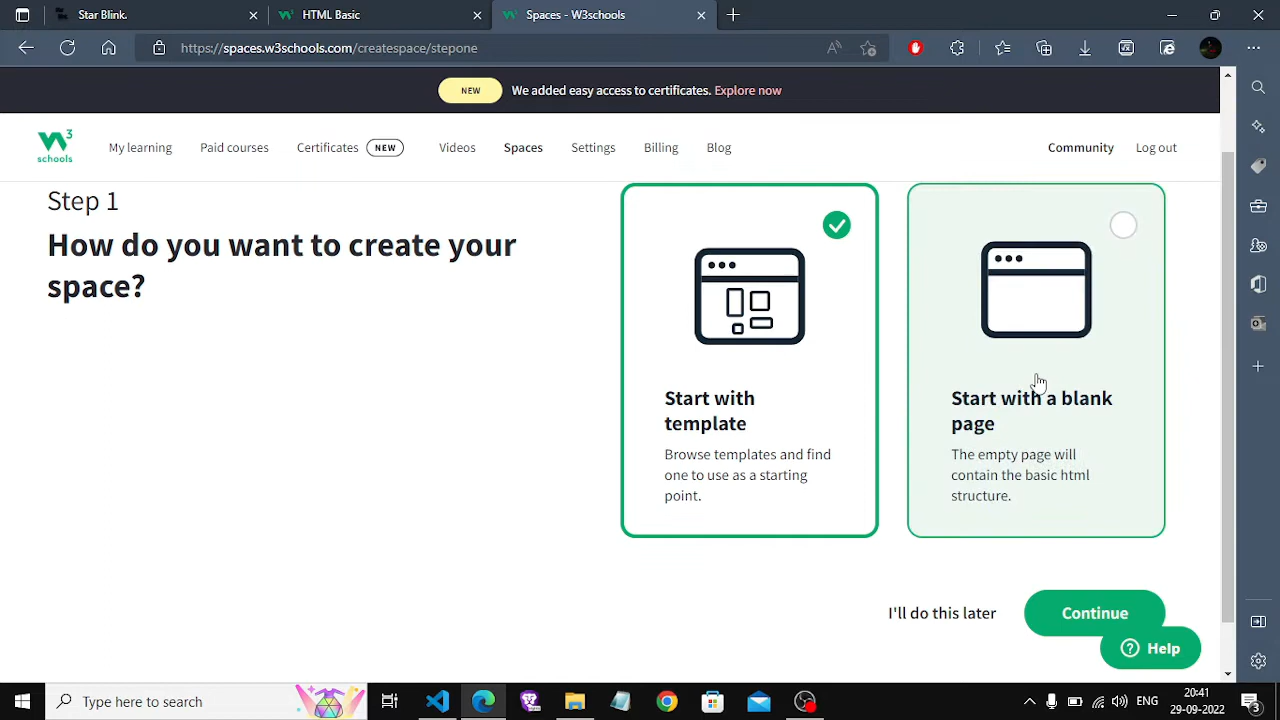 Star Blink
HTML Basic
Spaces - W3schools
https://spaces.w3schools.com/createspace/stepone
NEW
We added easy access to certificates. Explore now
3
schools
My learning
Paid courses
Certificates
NEW
Videos
Spaces
Settings
Billing
Blog
Community
Log out
Step 1
How do you want to create your
space?
Start with
template
Browse templates and find
one to use as a starting
point.
Start with a blank
page
The empty page will
contain the basic html
structure.
I'll do this later
Continue
Help
Type here to search
ENG
20:41
29-09-2022
3